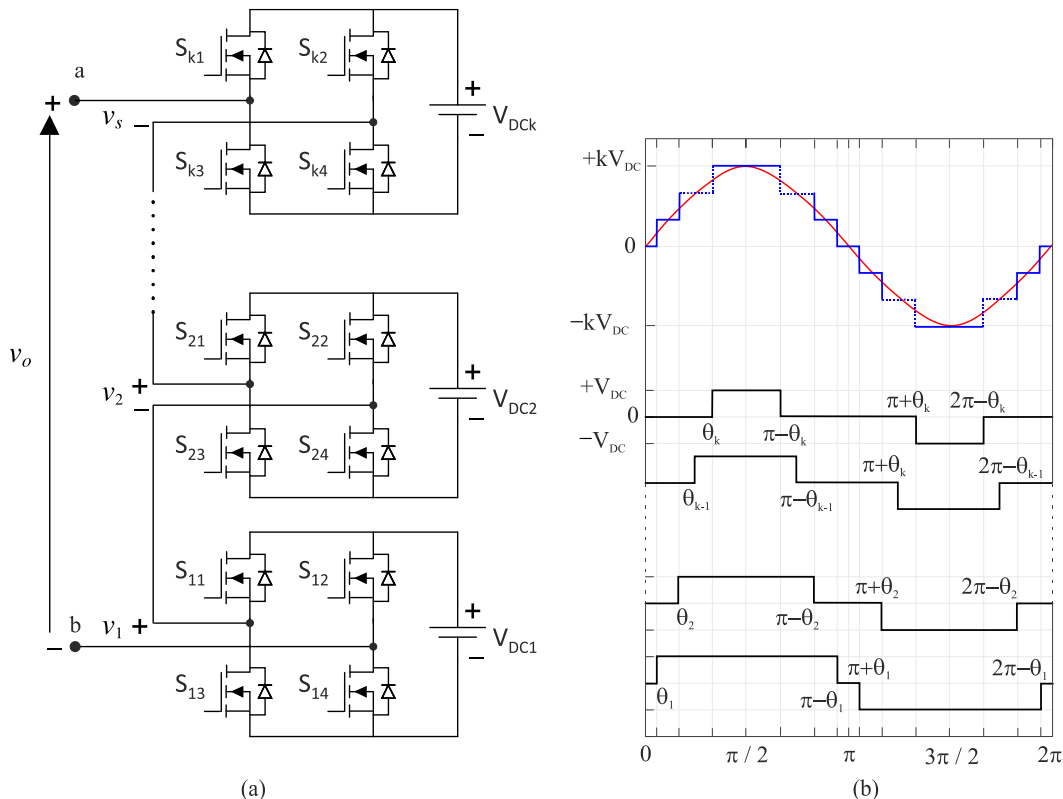 a
+
v_s
−
S_k1
S_k2
S_k3
S_k4
+
−
V_DCk
v_o
S_21
S_22
v_2
+
−
S_23
S_24
+
−
V_DC2
S_11
S_12
b
v_1
+
−
S_13
S_14
+
−
V_DC1
(a)
+kV_DC
0
−kV_DC
+V_DC
0
−V_DC
θ_k
π−θ_k
π+θ_k
2π−θ_k
θ_k-1
π−θ_k-1
π+θ_k
2π−θ_k-1
θ_2
π−θ_2
π+θ_2
2π−θ_2
θ_1
π−θ_1
π+θ_1
2π−θ_1
0
π / 2
π
3π / 2
2π
(b)